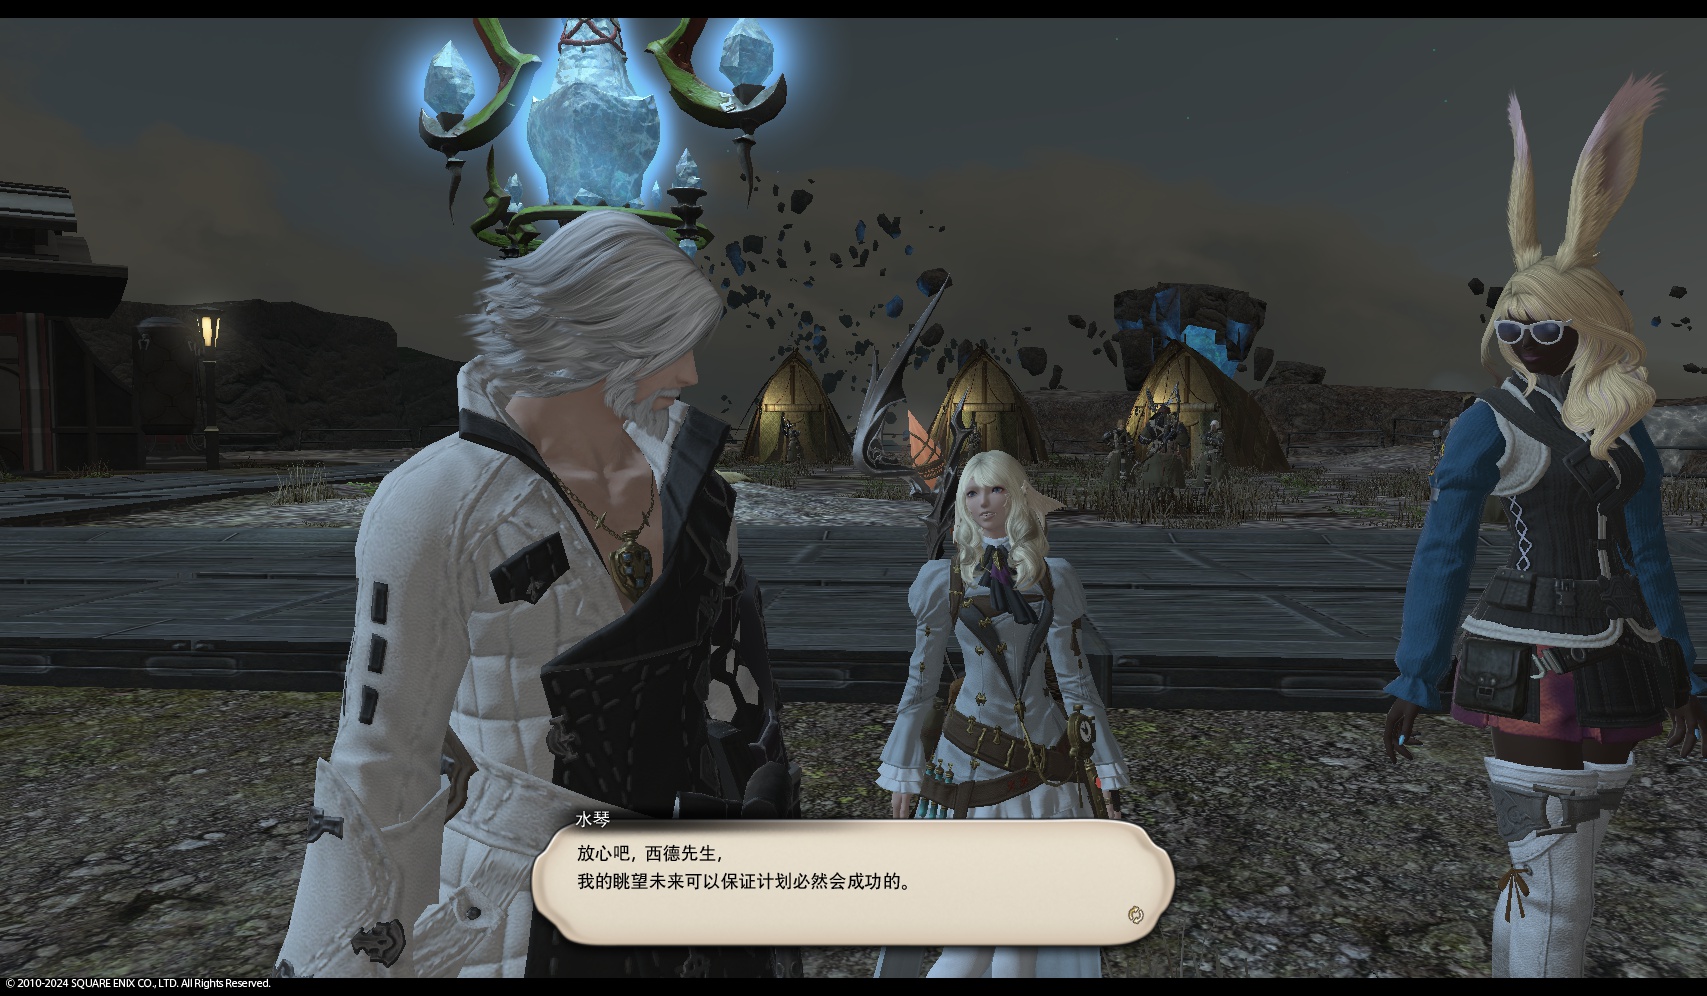 水琴
放心吧，西德先生，
我的眺望未来可以保证计划必然会成功的。
© 2010-2024 SQUARE ENIX CO., LTD. All Rights Reserved.